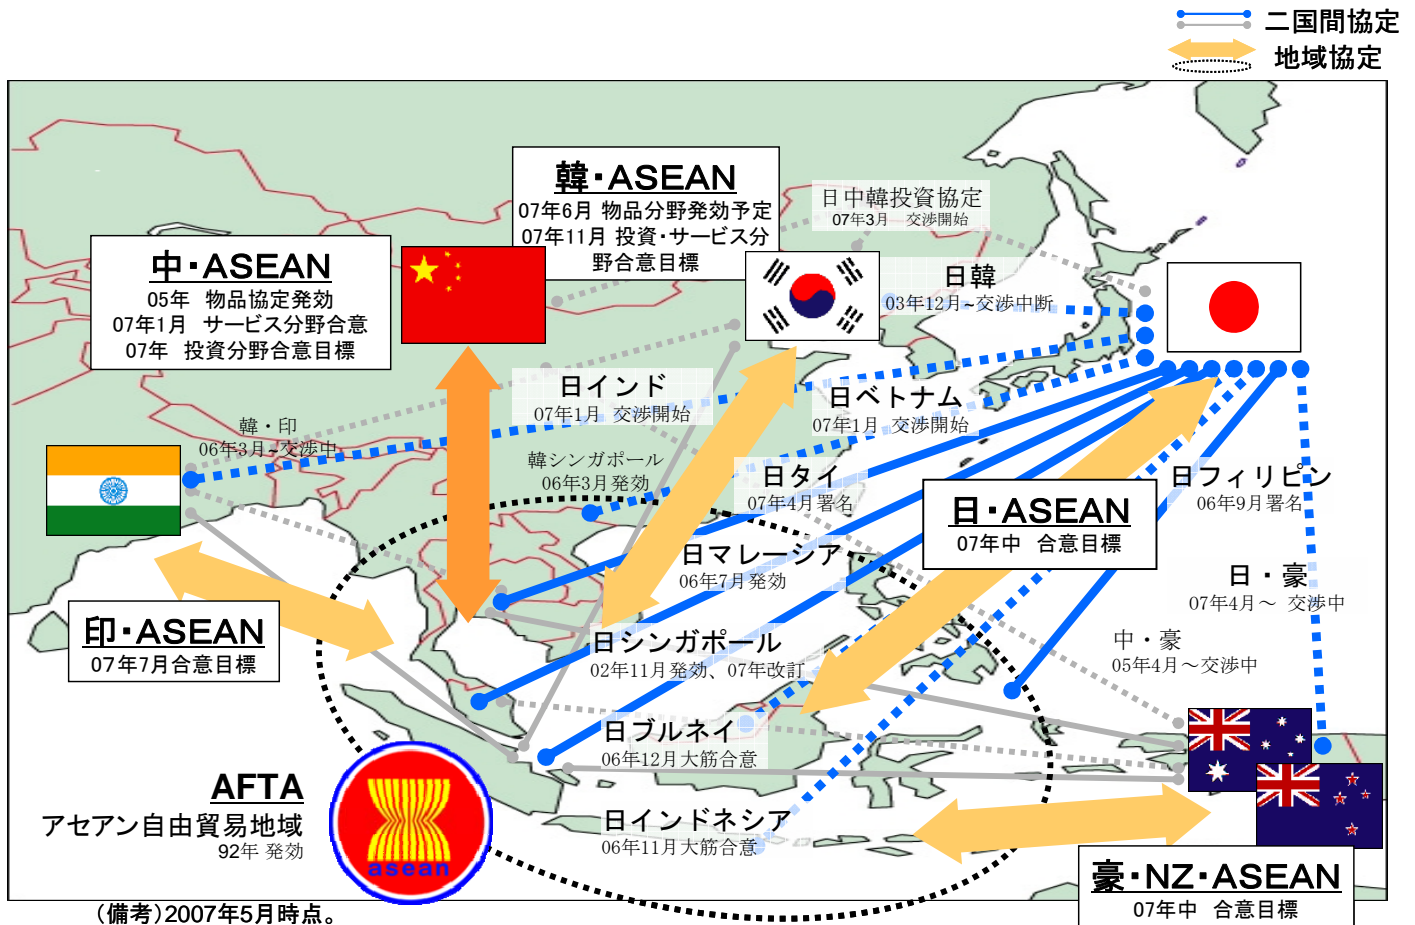 二国間協定
地域協定
韓・ASEAN
07年6月 物品分野発効予定
07年11月 投資・サービス分
野合意目標
日中韓投資協定
07年3月　交渉開始
中・ASEAN
05年　物品協定発効
07年1月　サービス分野合意
07年　投資分野合意目標
日韓
03年12月~交渉中断
日インド
07年1月 交渉開始
日ベトナム
07年1月 交渉開始
韓・印
06年3月~交渉中
韓シンガポール
06年3月発効
日タイ
07年4月署名
日フィリピン
06年9月署名
日・ASEAN
07年中 合意目標
日マレーシア
06年7月発効
日・豪
07年4月～ 交渉中
印・ASEAN
07年7月合意目標
日シンガポール
02年11月発効、07年改訂
中・豪
05年4月～交渉中
日ブルネイ
06年12月大筋合意
AFTA
アセアン自由貿易地域
92年 発効
asean
日インドネシア
06年11月大筋合意
豪・NZ・ASEAN
07年中 合意目標
（備考）2007年5月時点。